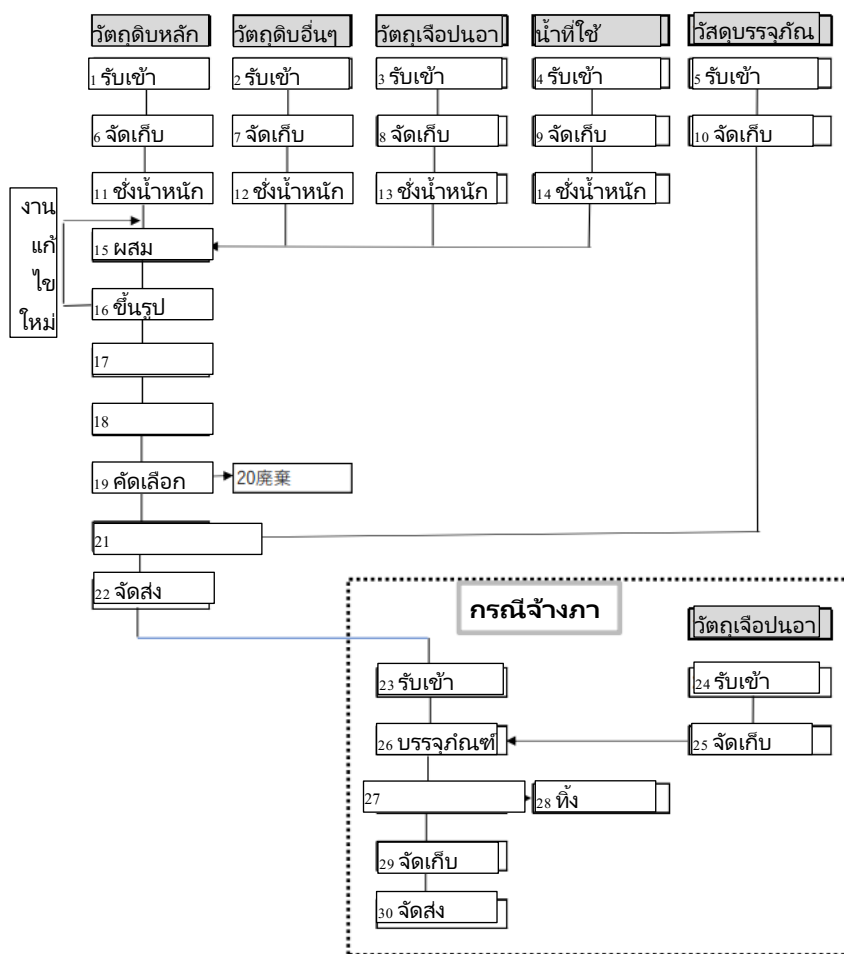 วัตถุดิบหลัก
วัตถุดิบอื่นๆ
วัตถุเจือปนอา
น้ำที่ใช้
วัสดุบรรจุภัณ
1 รับเข้า
2 รับเข้า
3 รับเข้า
4 รับเข้า
5 รับเข้า
6 จัดเก็บ
7 จัดเก็บ
8 จัดเก็บ
9 จัดเก็บ
10 จัดเก็บ
11 ชั่งน้ำหนัก
12 ชั่งน้ำหนัก
13 ชั่งน้ำหนัก
14 ชั่งน้ำหนัก
งาน
แก้
ไข
ใหม่
15 ผสม
16 ขึ้นรูป
17
18
19 คัดเลือก
20廃棄
21
22 จัดส่ง
กรณีจ้างภา
วัตถุเจือปนอา
23 รับเข้า
24 รับเข้า
26 บรรจุภัณฑ์
25 จัดเก็บ
27
28 ทิ้ง
29 จัดเก็บ
30 จัดส่ง